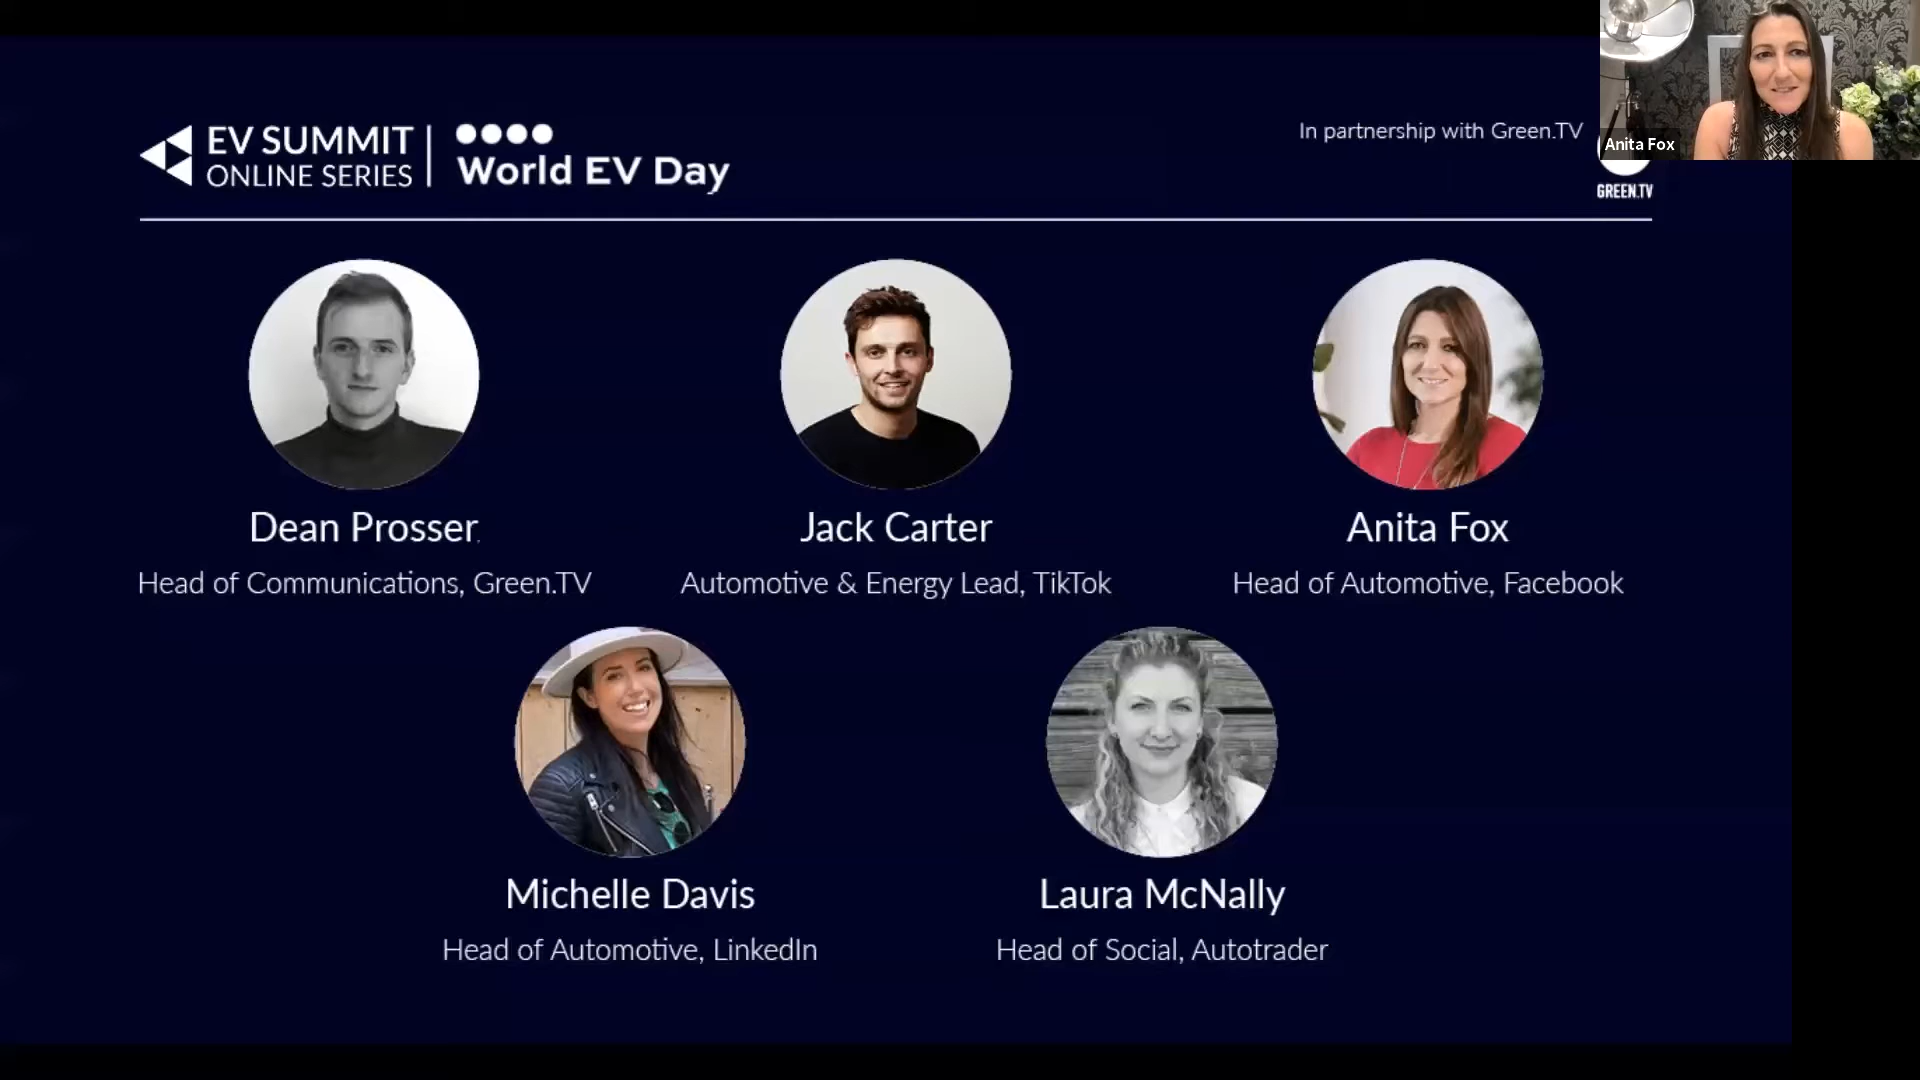 EV SUMMIT
ONLINE SERIES
World EV Day
In partnership with Green.TV
Anita Fox
GREEN.TV
Dean Prosser
Jack Carter
Anita Fox
Head of Communications, Green.TV
Automotive & Energy Lead, TikTok
Head of Automotive, Facebook
Michelle Davis
Laura McNally
Head of Automotive, LinkedIn
Head of Social, Autotrader